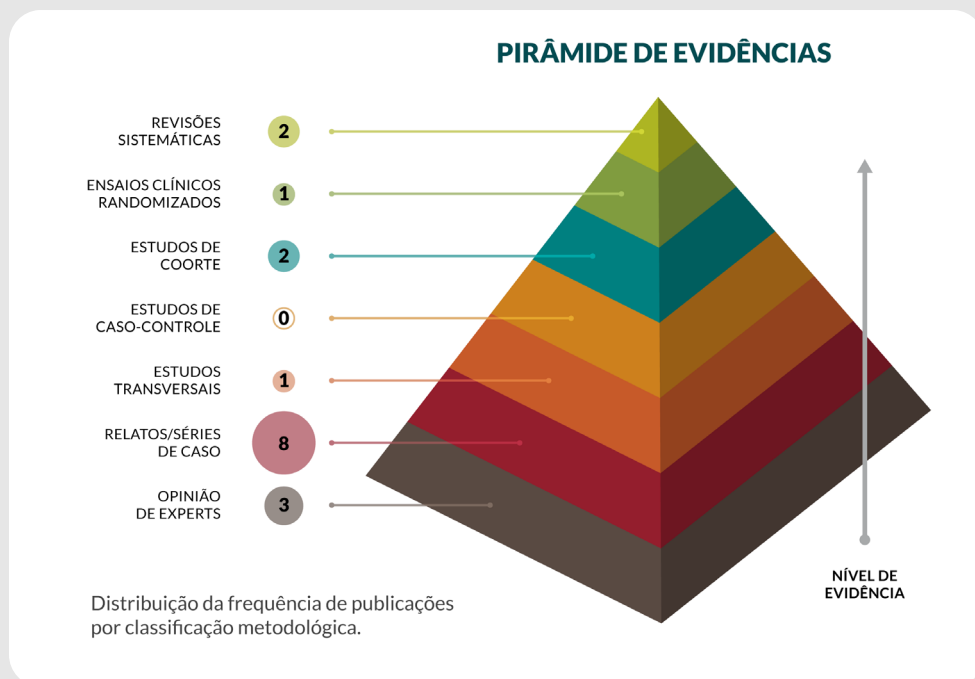 PIRÂMIDE DE EVIDÊNCIAS
REVISÕES
SISTEMÁTICAS
2
ENSAIOS CLÍNICOS
RANDOMIZADOS
1
ESTUDOS DE
COORTE
2
ESTUDOS DE
CASO-CONTROLE
0
ESTUDOS
TRANSVERSAIS
1
RELATOS/SÉRIES
DE CASO
8
OPINIÃO
DE EXPERTS
3
NÍVEL DE
EVIDÊNCIA
Distribuição da frequência de publicações
por classificação metodológica.